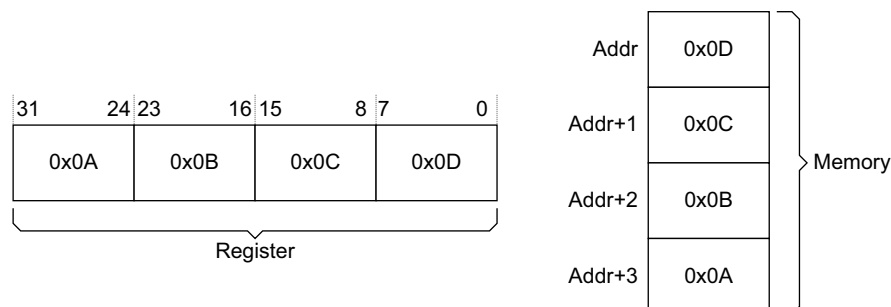 31 24 23 16 15 8 7 0
0x0A 0x0B 0x0C 0x0D
Register
Addr 0x0D
Addr+1 0x0C
Addr+2 0x0B
Addr+3 0x0A
Memory